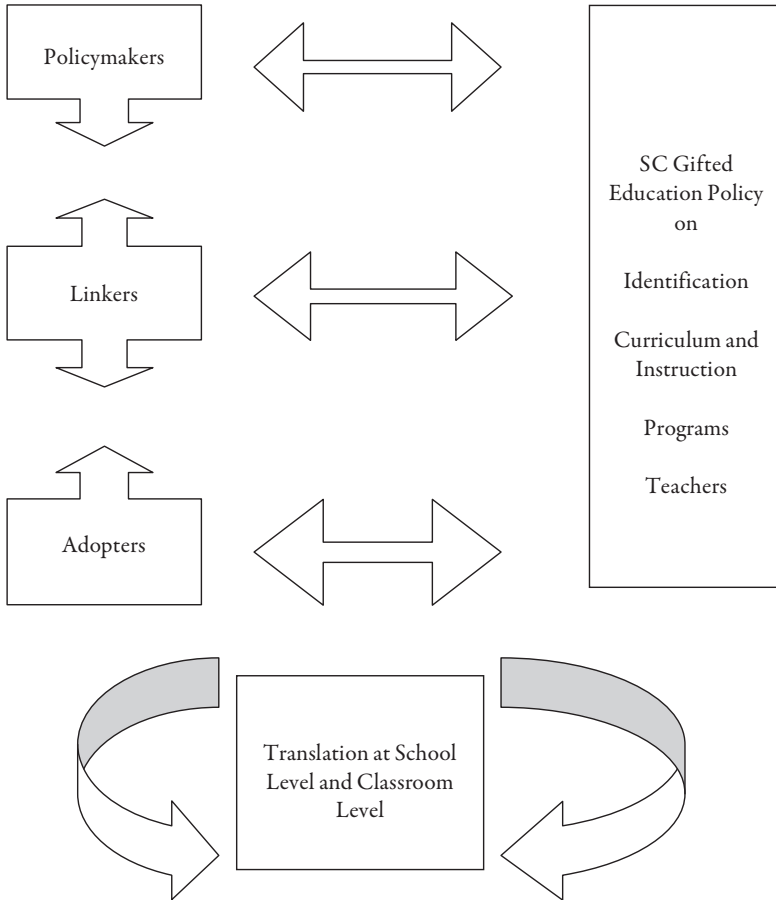 Policymakers
Linkers
Adopters
SC Gifted
Education Policy
on
Identification
Curriculum and
Instruction
Programs
Teachers
Translation at School
Level and Classroom
Level